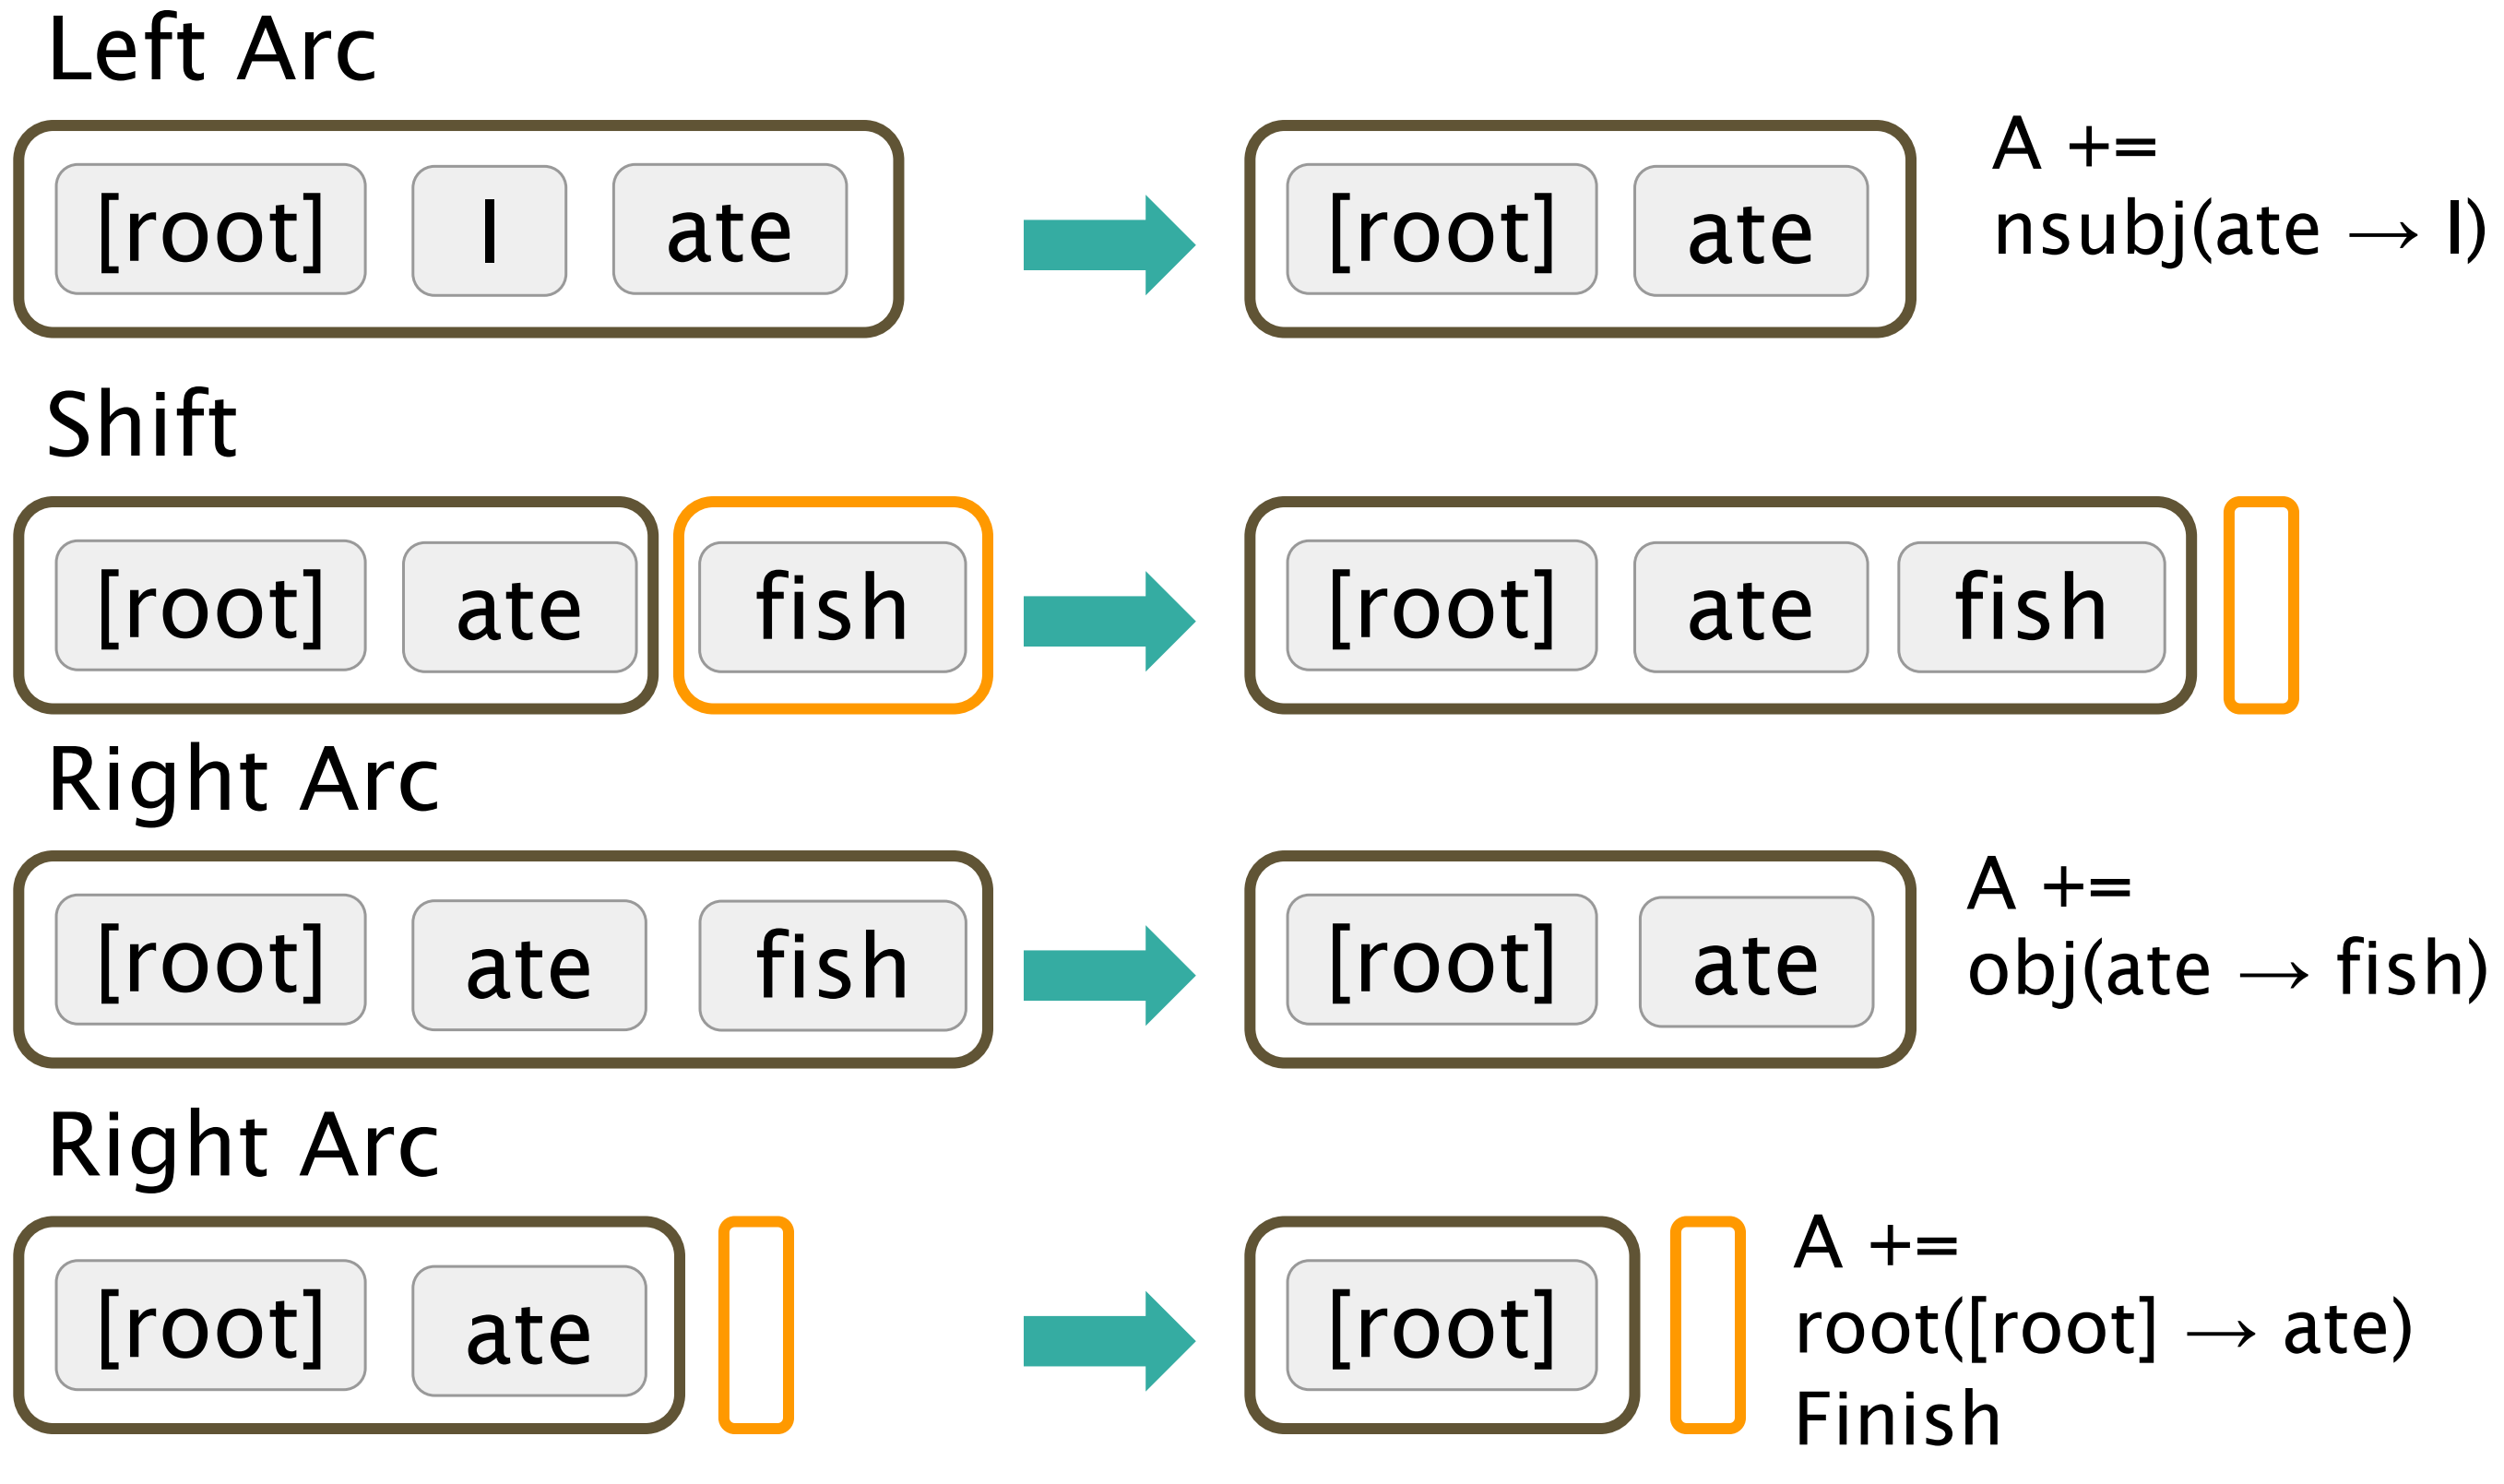 Left Arc
[root] I ate [root] ate
A +=
nsubj(ate → I)
Shift
[root] ate fish [root] ate fish
Right Arc
[root] ate fish [root] ate
A +=
obj(ate → fish)
Right Arc
[root] ate [root]
A +=
root([root] → ate)
Finish